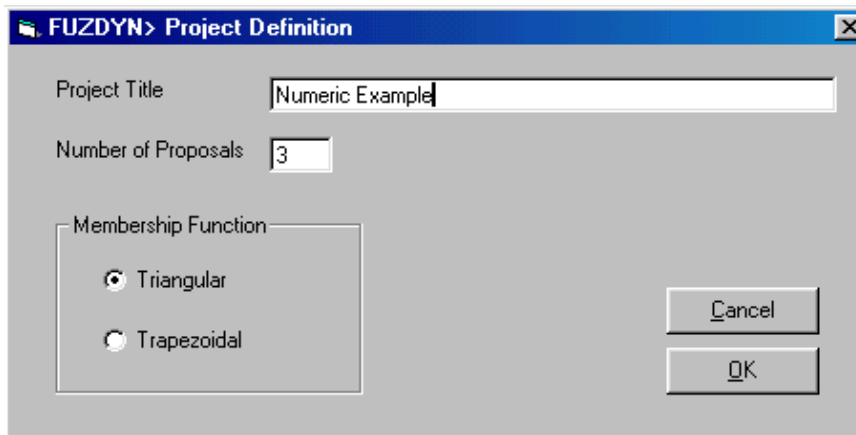 FUZDYN> Project Definition
Project Title Numeric Example
Number of Proposals 3
Membership Function
Triangular
Trapezoidal
Cancel
OK